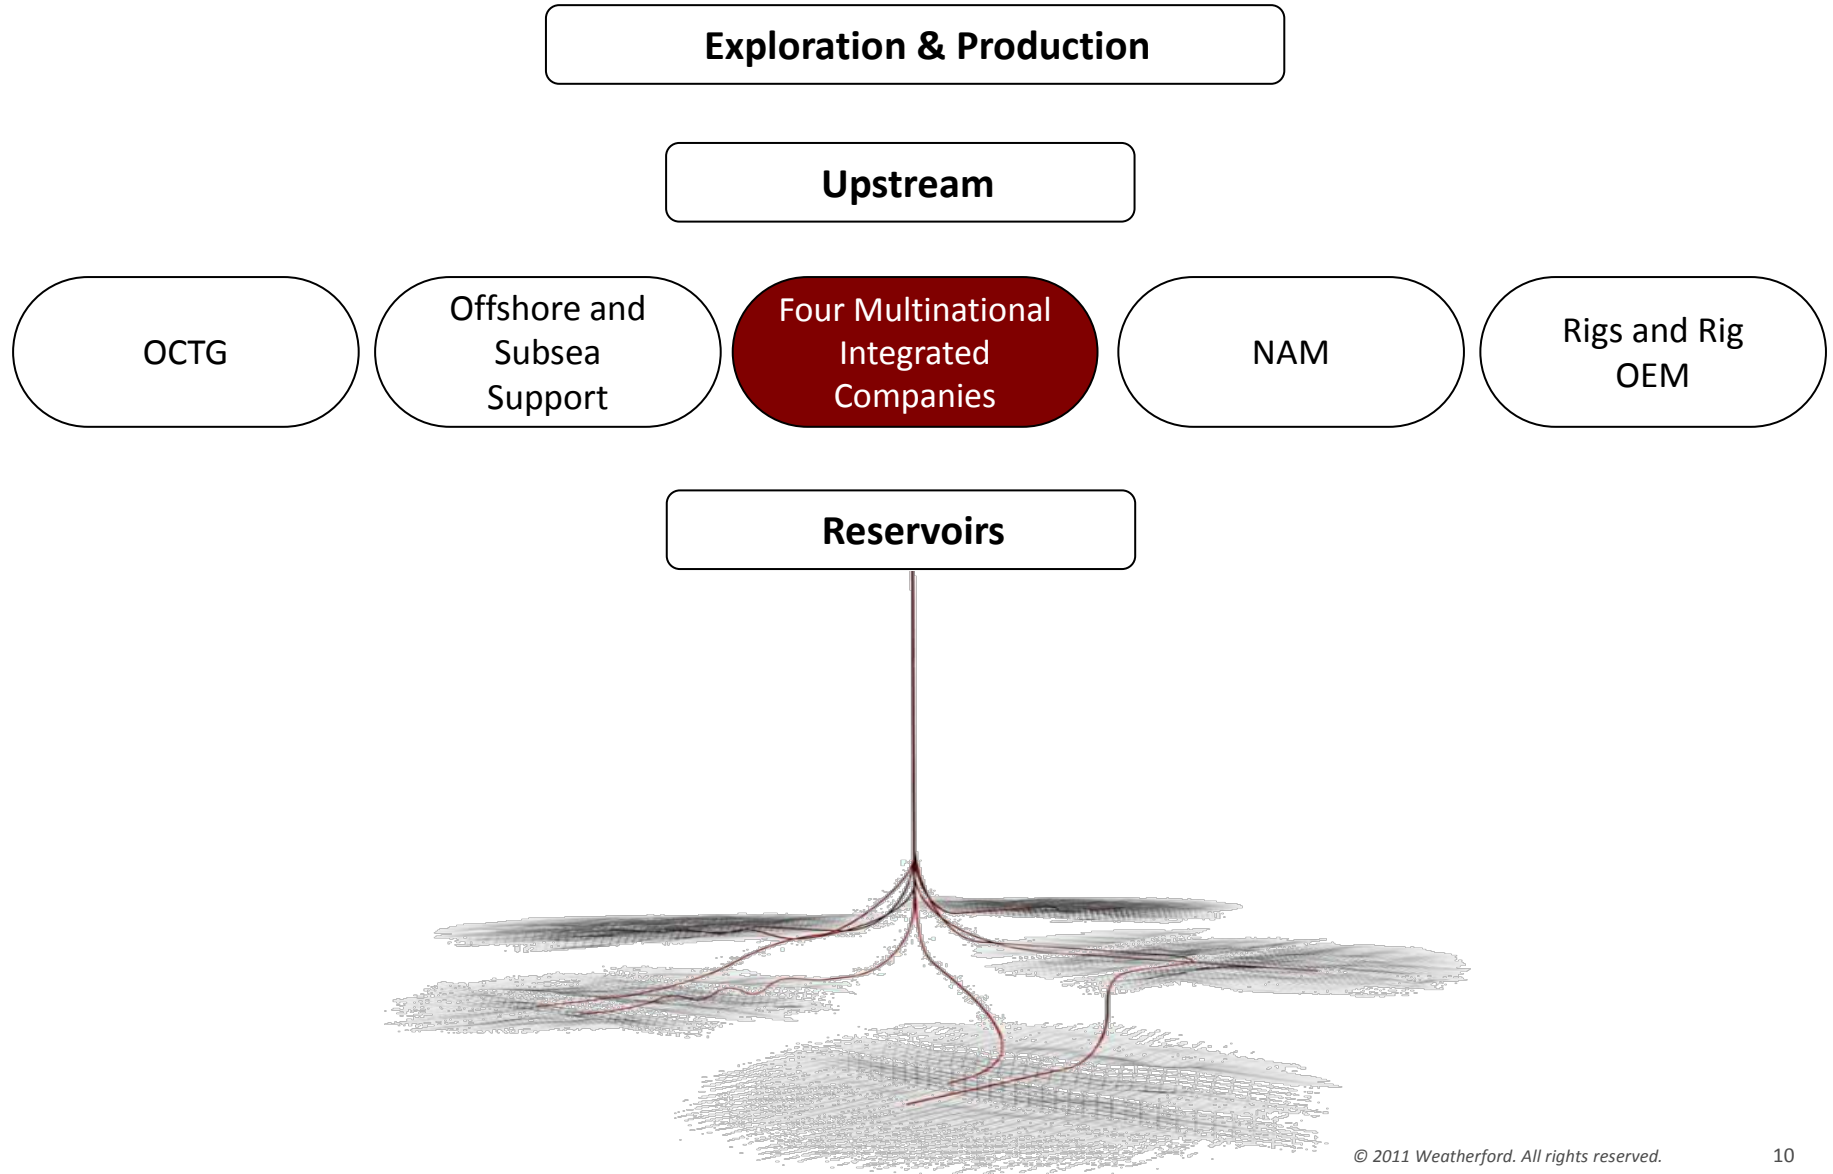 Exploration & Production
Upstream
OCTG
Offshore and
Subsea
Support
Four Multinational
Integrated
Companies
NAM
Rigs and Rig
OEM
Reservoirs
© 2011 Weatherford. All rights reserved.
10